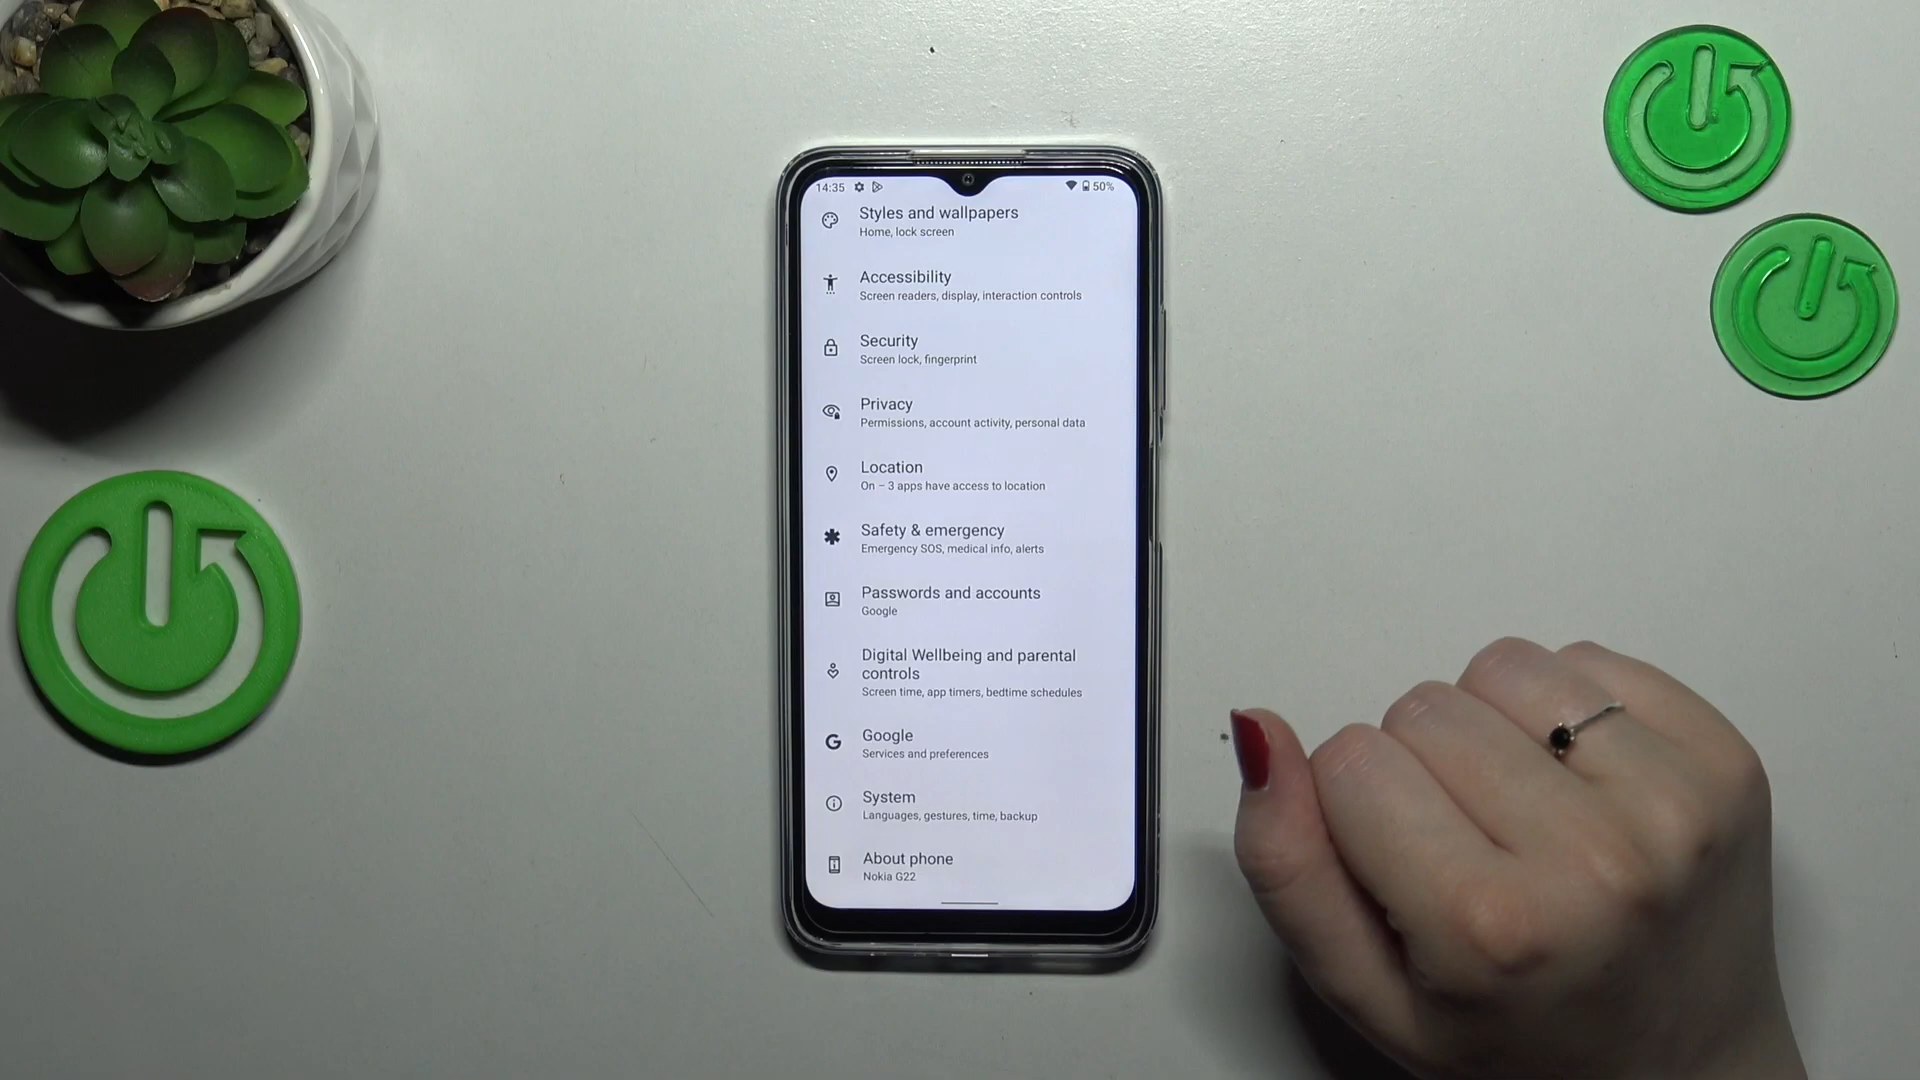 14:35 50%
Styles and wallpapers
Home, lock screen
Accessibility
Screen readers, display, interaction controls
Security
Screen lock, fingerprint
Privacy
Permissions, account activity, personal data
Location
On – 3 apps have access to location
Safety & emergency
Emergency SOS, medical info, alerts
Passwords and accounts
Google
Digital Wellbeing and parental
controls
Screen time, app timers, bedtime schedules
Google
Services and preferences
System
Languages, gestures, time, backup
About phone
Nokia G22